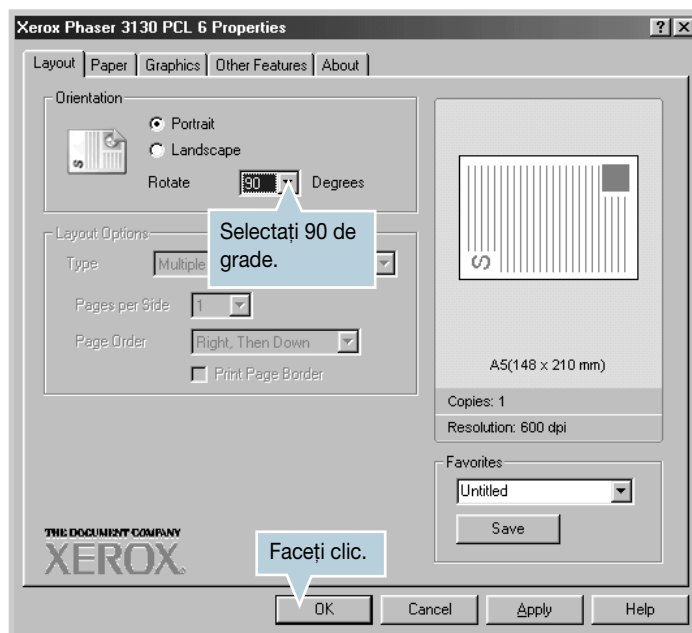 Xerox Phaser 3130 PCL 6 Properties
Layout Paper Graphics Other Features About
Orientation
Portrait
Landscape
Rotate 90 Degrees
Selectați 90 de
grade.
Layout Options
Type Multiple
Pages per Side 1
Page Order Right, Then Down
Print Page Border
S
S
A5(148 x 210 mm)
Copies: 1
Resolution: 600 dpi
Favorites
Untitled
Save
THE DOCUMENT COMPANY
XEROX
Faceți clic.
OK Cancel Apply Help